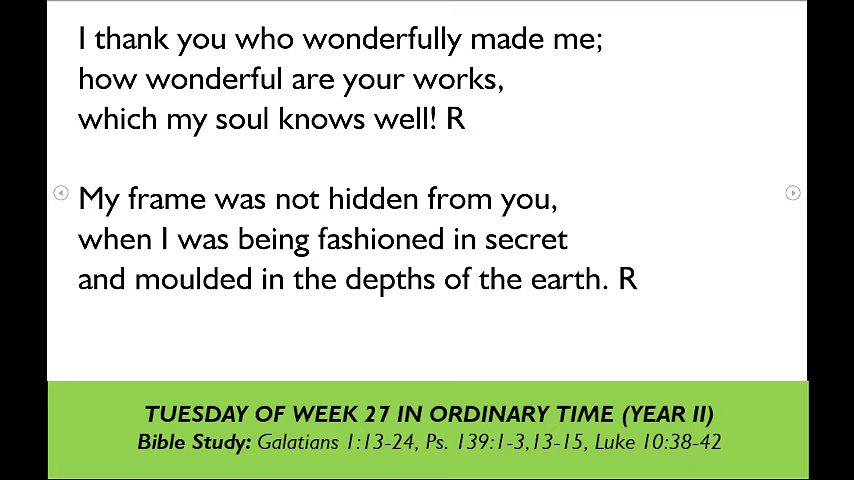 I thank you who wonderfully made me;
how wonderful are your works,
which my soul knows well! R
My frame was not hidden from you,
when I was being fashioned in secret
and moulded in the depths of the earth. R
TUESDAY OF WEEK 27 IN ORDINARY TIME (YEAR II)
Bible Study: Galatians 1:13-24, Ps. 139:1-3,13-15, Luke 10:38-42